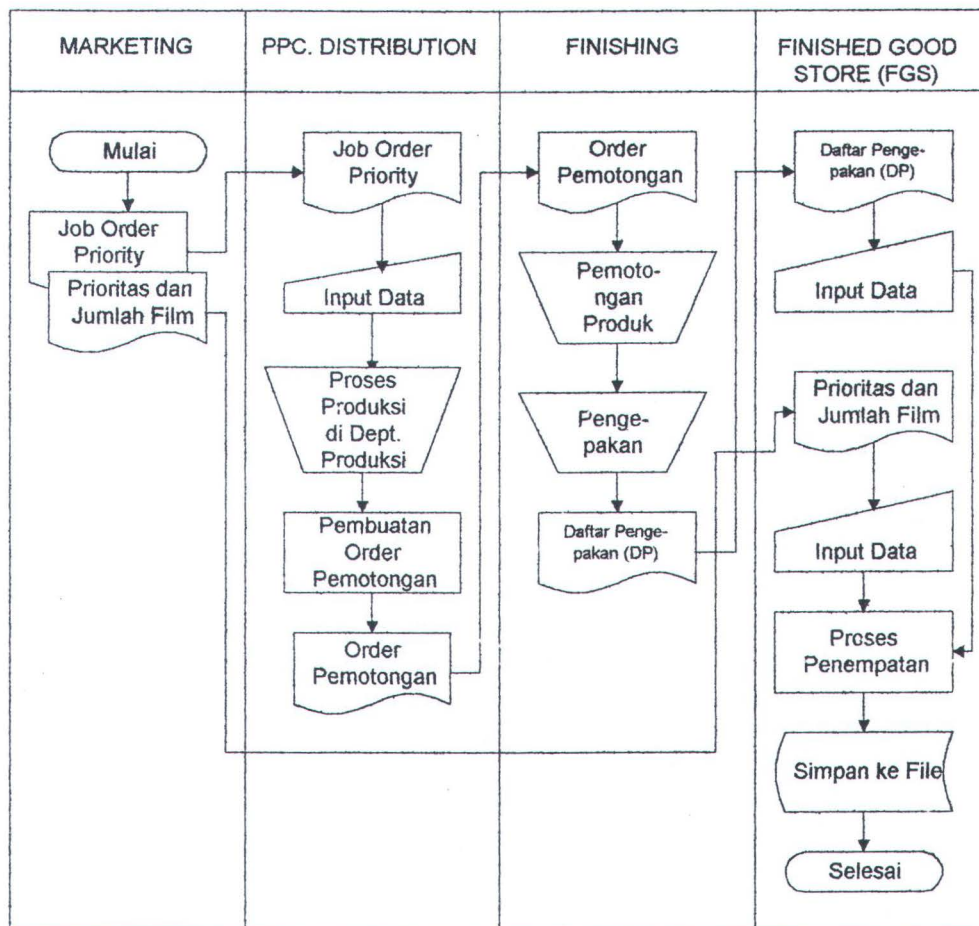 MARKETING
PPC. DISTRIBUTION
FINISHING
FINISHED GOOD
STORE (FGS)
Mulai
Job Order
Priority
Prioritas dan
Jumlah Film
Job Order
Priority
Input Data
Proses
Produksi
di Dept.
Produksi
Pembuatan
Order
Pemotongan
Order
Pemotongan
Order
Pemotongan
Pemoto-
ngan
Produk
Penge-
pakan
Daftar Penge-
pakan (DP)
Daftar Penge-
pakan (DP)
Input Data
Prioritas dan
Jumlah Film
Input Data
Proses
Penempatan
Simpan ke File
Selesai